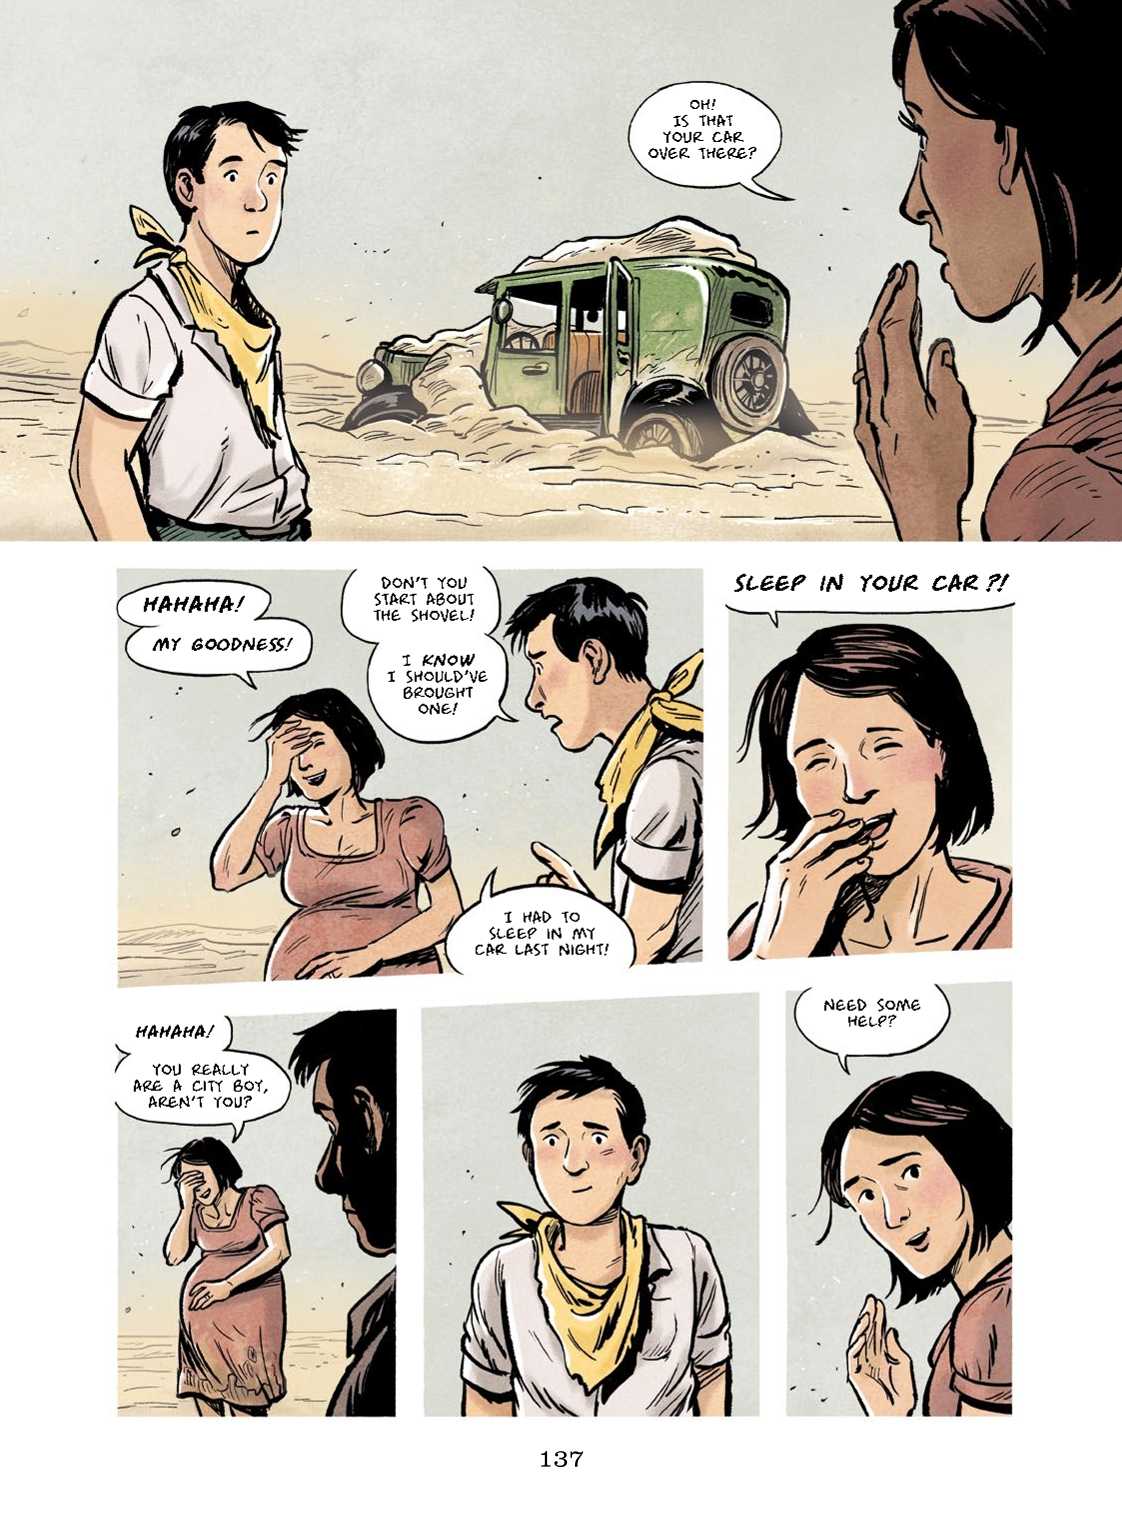 OH!
IS THAT
YOUR CAR
OVER THERE?
HAHAHA!
MY GOODNESS!
DON'T YOU
START ABOUT
THE SHOVEL!
I KNOW
I SHOULD'VE
BROUGHT
ONE!
I HAD TO
SLEEP IN MY
CAR LAST NIGHT!
SLEEP IN YOUR CAR?!
HAHAHA!
YOU REALLY
ARE A CITY BOY,
AREN'T YOU?
NEED SOME
HELP?
137